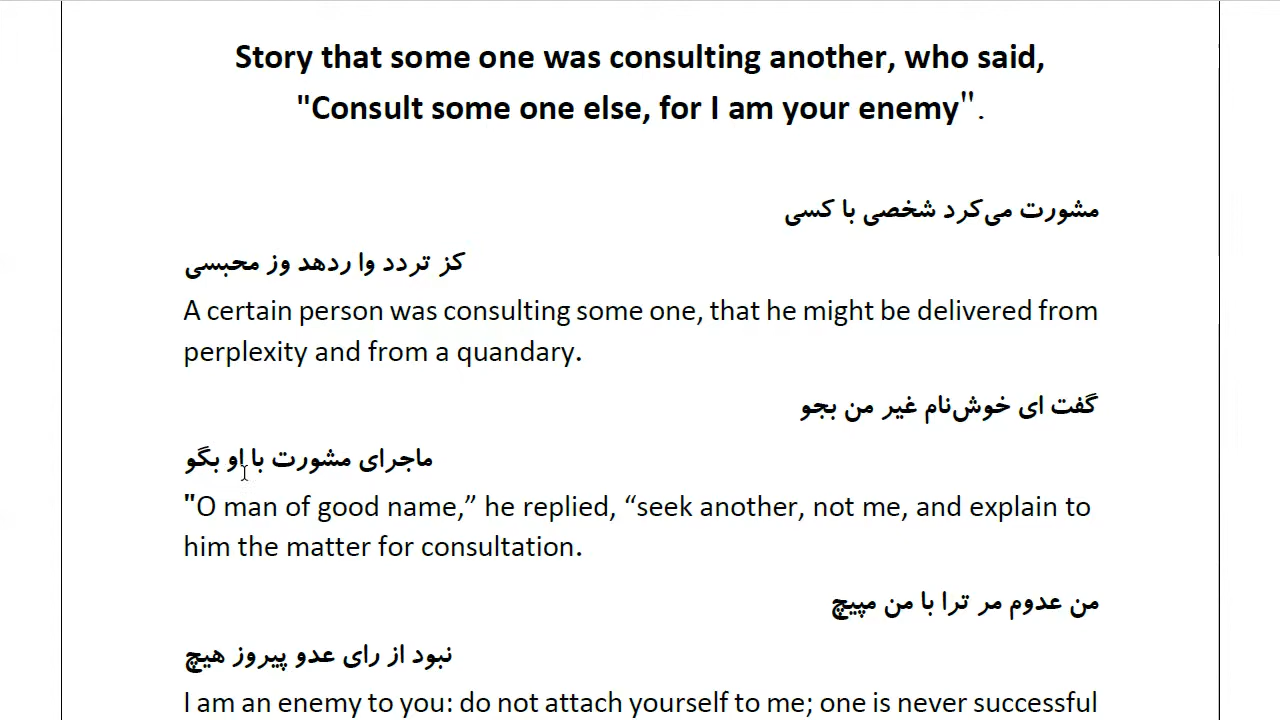 Story that some one was consulting another, who said,
"Consult some one else, for I am your enemy".
مشورت می‌کرد شخصی با کسی
کز تردد وا ردهد وز محبسی
A certain person was consulting some one, that he might be delivered from
perplexity and from a quandary.
گفت ای خوش‌نام غیر من بجو
ماجرای مشورت با او بگو
"O man of good name,” he replied, “seek another, not me, and explain to
him the matter for consultation.
من عدوم مر ترا با من مپیچ
نبود از رای عدو پیروز هیچ
I am an enemy to you: do not attach yourself to me; one is never successful